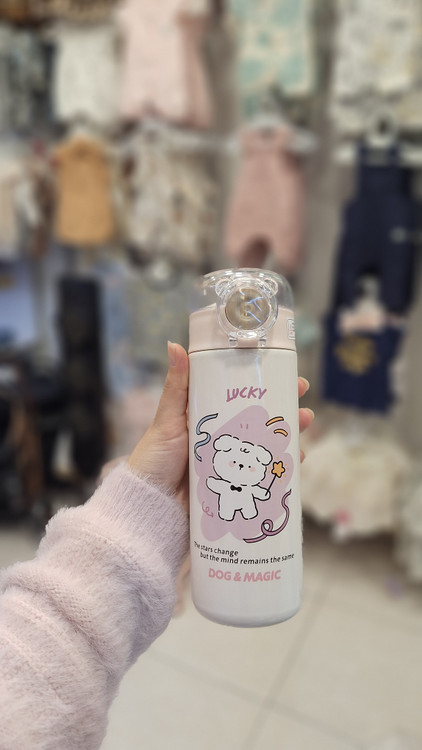 LUCKY
The stars change
but the mind remains the same
DOG & MAGIC